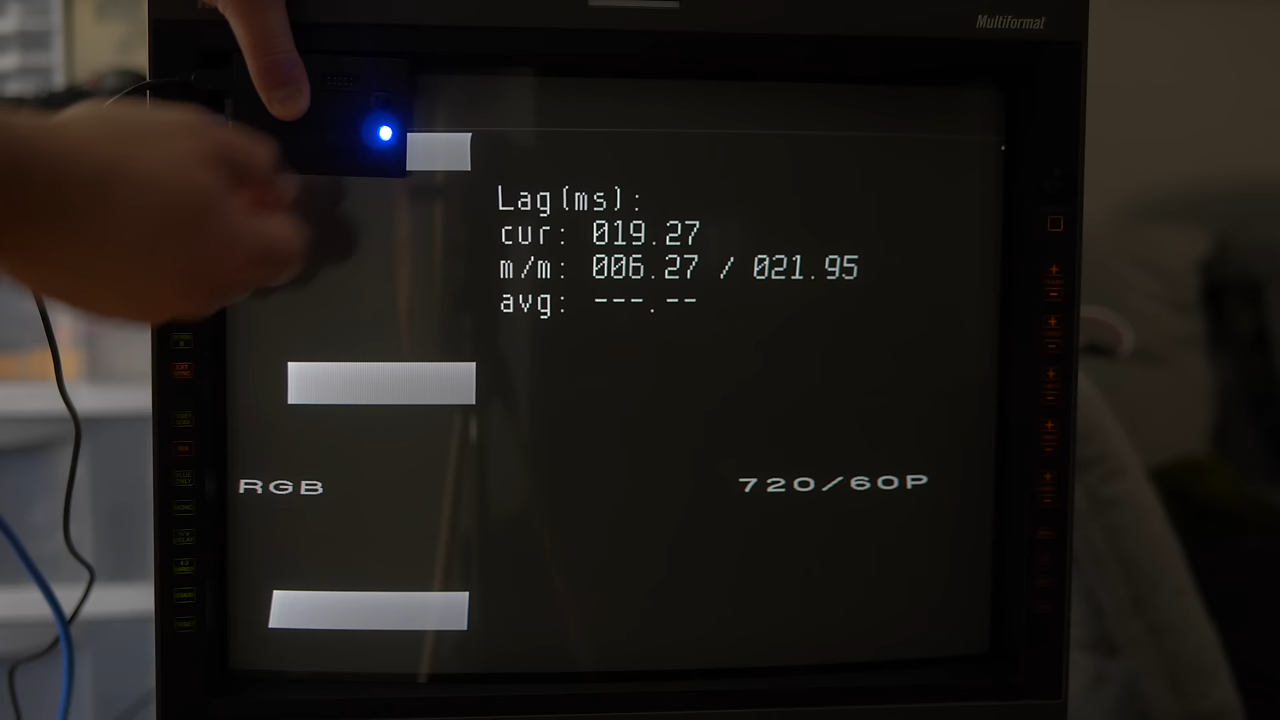 Multiformat
Lag(ms):
cur: 019.27
m/m: 006.27 / 021.95
avg: ---.--
RGB
720/60P